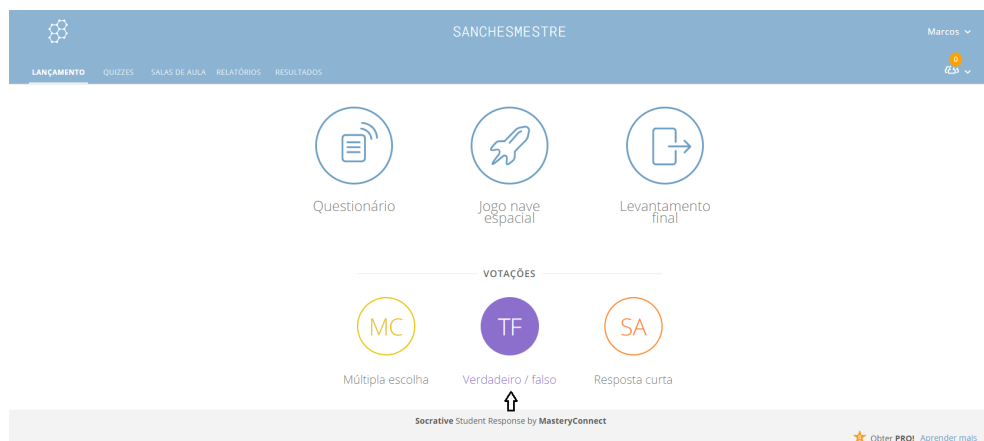 SANCHESMESTRE
Marcos
LANÇAMENTO QUIZZES SALAS DE AULA RELATÓRIOS RESULTADOS
0
Questionário
Jogo nave
espacial
Levantamento
final
VOTAÇÕES
MC
TF
SA
Múltipla escolha
Verdadeiro / falso
Resposta curta
Socrative Student Response by MasteryConnect
Obter PRO! Aprender mais